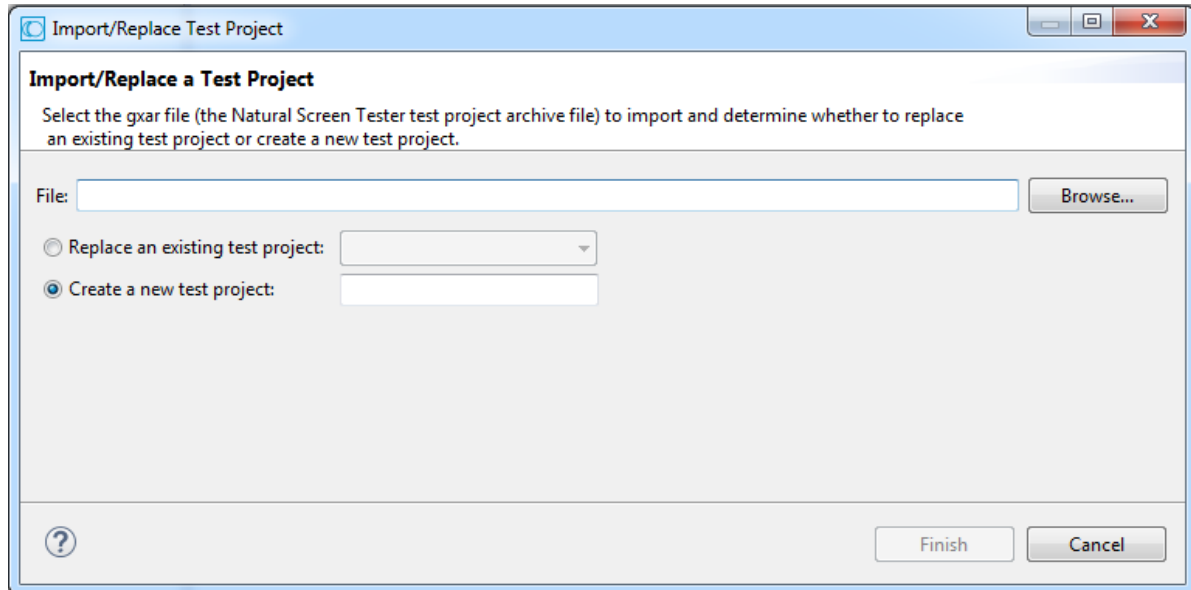 Import/Replace Test Project
Import/Replace a Test Project
Select the gxar file (the Natural Screen Tester test project archive file) to import and determine whether to replace
an existing test project or create a new test project.
File: Browse...
Replace an existing test project:
Create a new test project:
? Finish Cancel